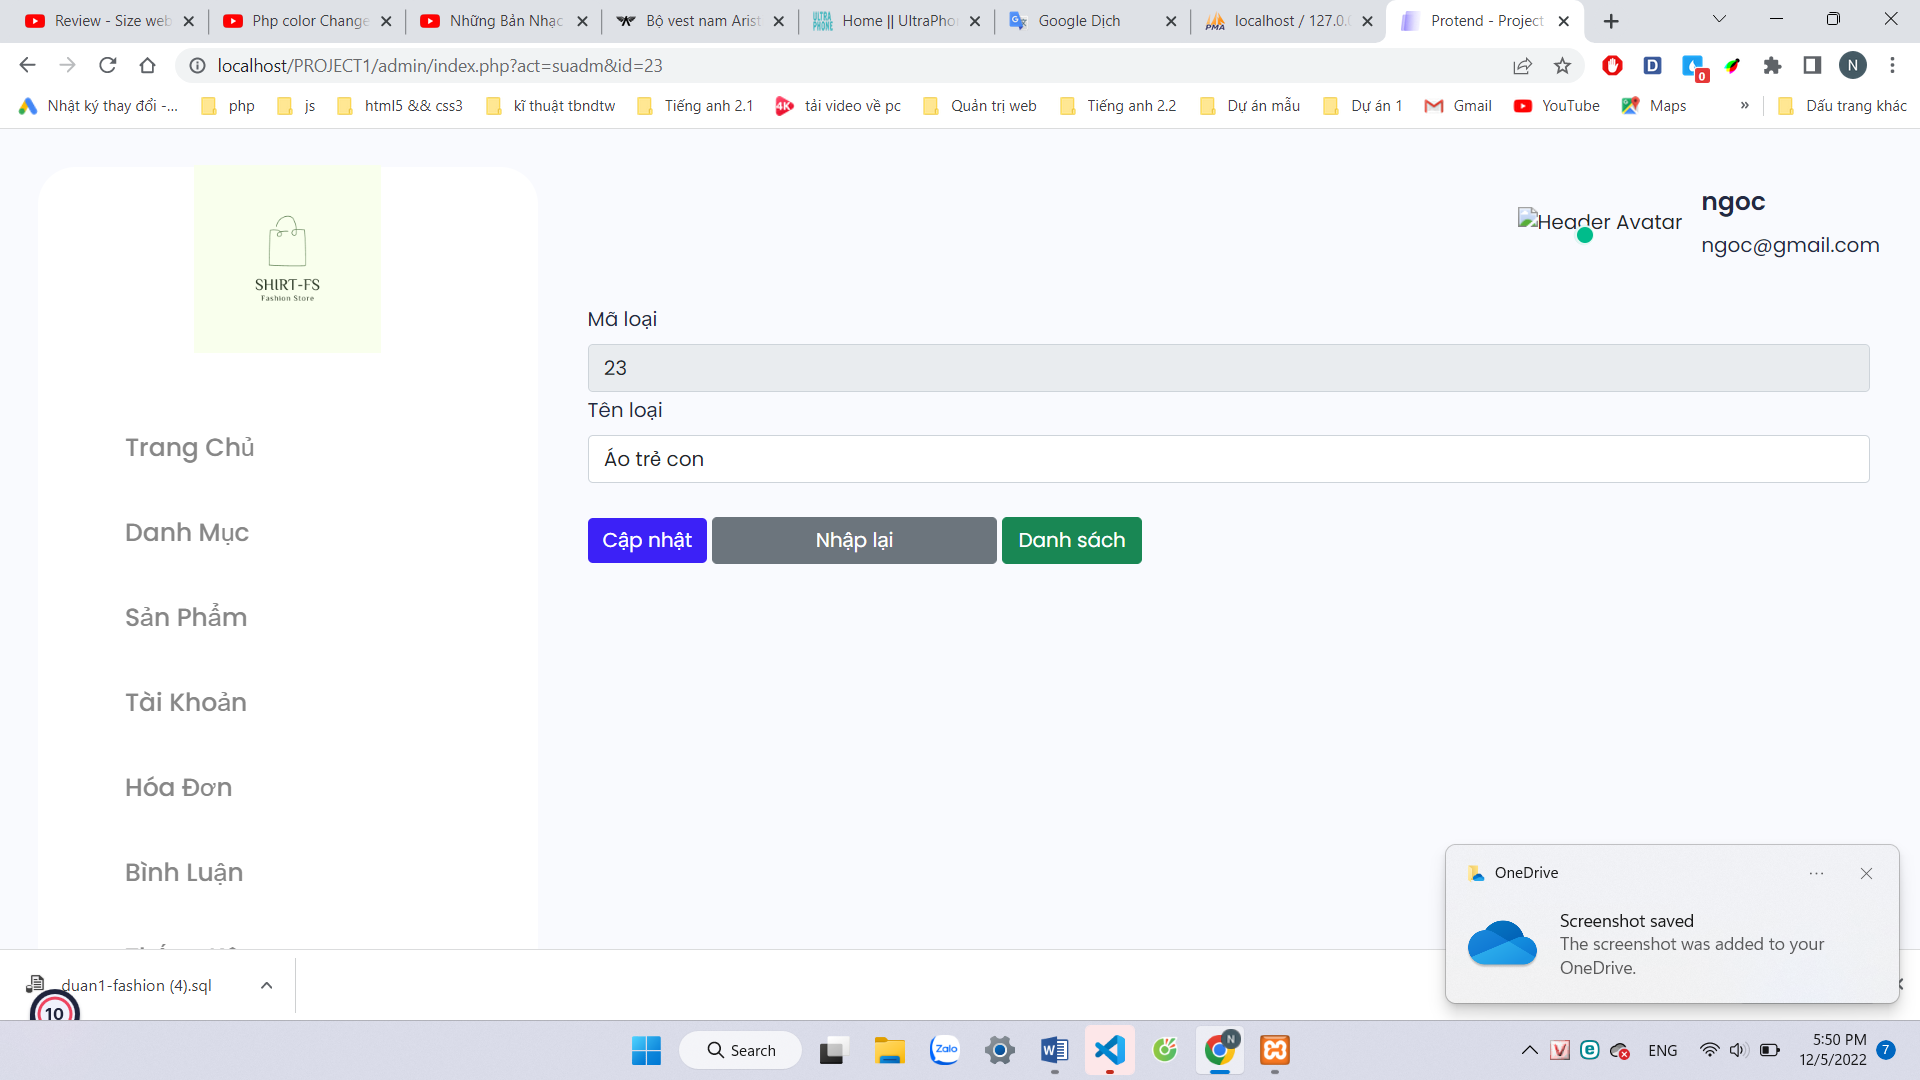 Review - Size web
Php color Change
Những Bản Nhạc
Bộ vest nam Arist
Home || UltraPho
Google Dịch
localhost / 127.0.
Protend - Project
localhost/PROJECT1/admin/index.php?act=suadm&id=23
D
0
N
Nhật ký thay đổi -...
php
js
html5 && css3
kĩ thuật tbndtw
Tiếng anh 2.1
4K
tải video về pc
Quản trị web
Tiếng anh 2.2
Dự án mẫu
Dự án 1
Gmail
YouTube
Maps
»
Dấu trang khác
SHIRT-FS
Fashion Store
Header Avatar
ngoc
ngoc@gmail.com
Trang Chủ
Danh Mục
Sản Phẩm
Tài Khoản
Hóa Đơn
Bình Luận
Mã loại
23
Tên loại
Áo trẻ con
Cập nhật
Nhập lại
Danh sách
OneDrive
Screenshot saved
The screenshot was added to your
OneDrive.
duan1-fashion (4).sql
10
Search
Zalo
N
ENG
5:50 PM
12/5/2022
7